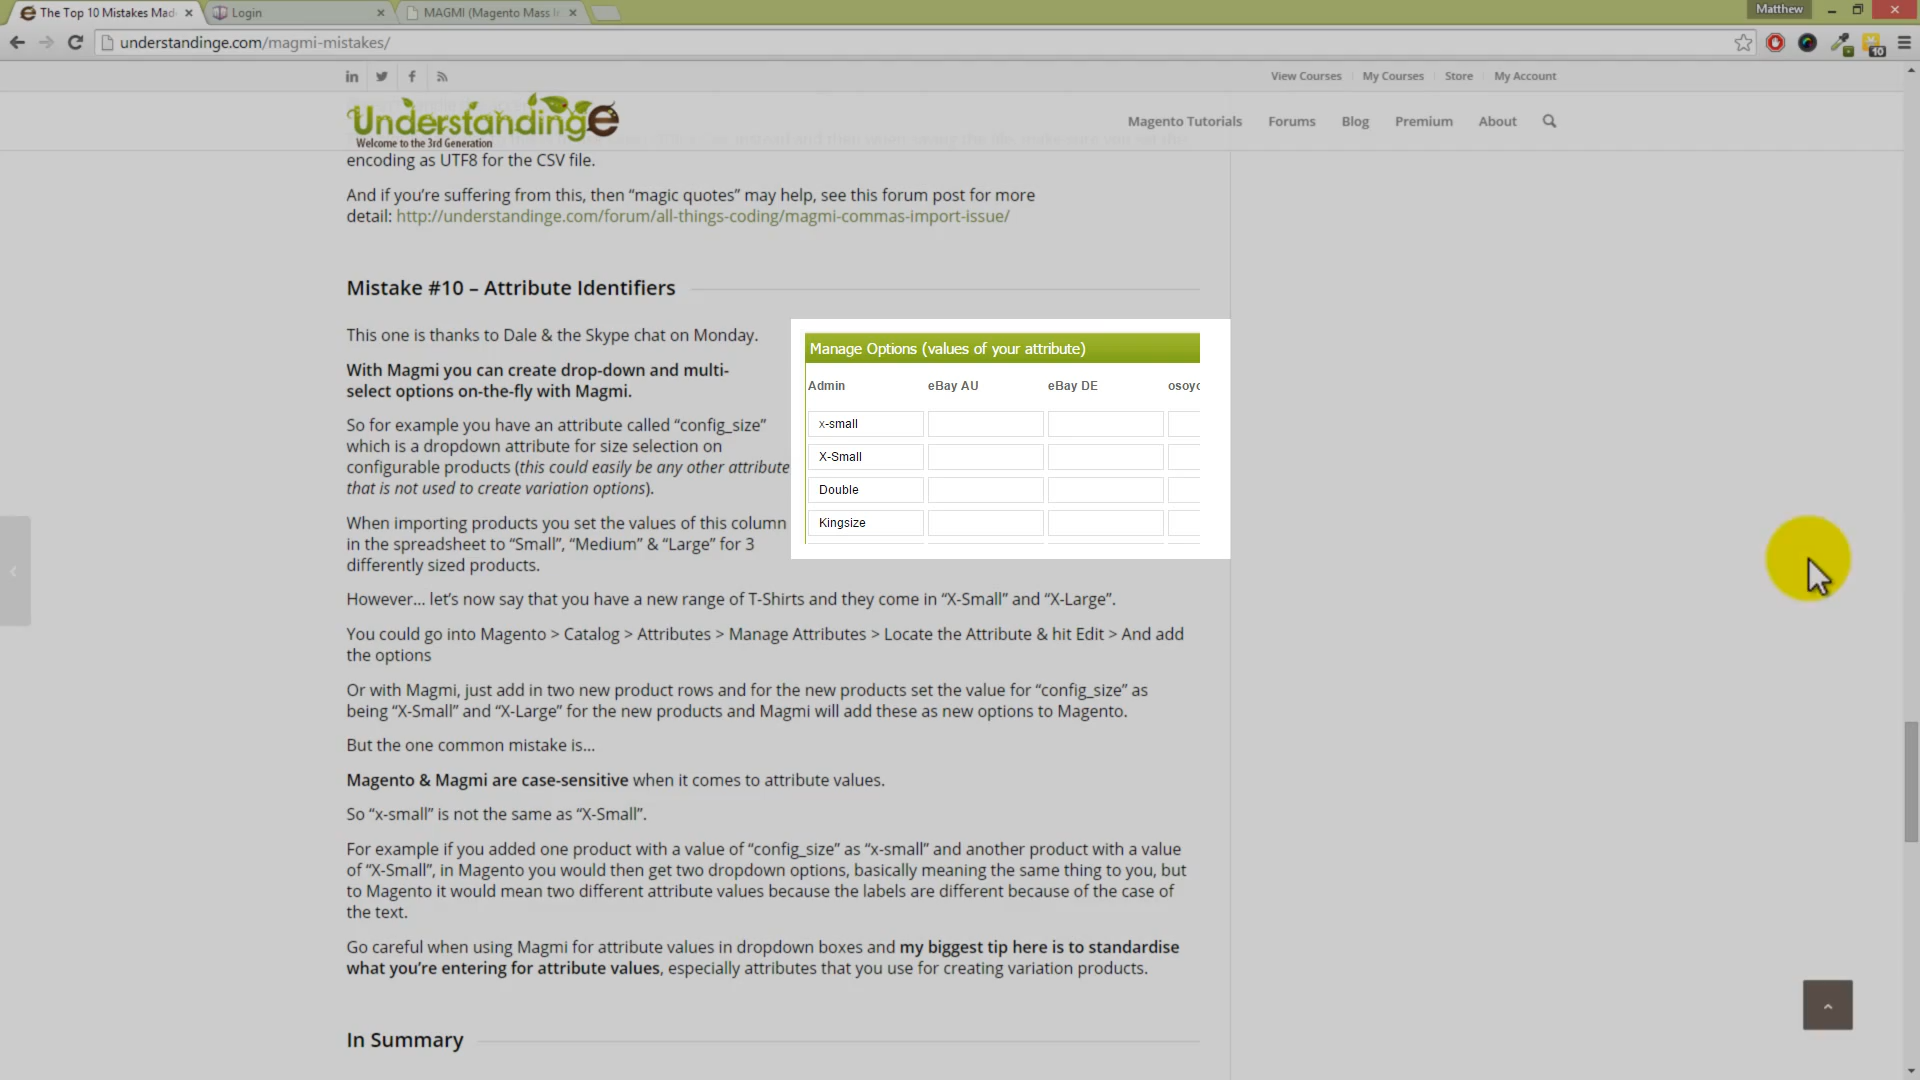 The Top 10 Mistakes Mad
Login
MAGMI (Magento Mass I
Matthew
understandinge.com/magmi-mistakes/
10
View Courses
My Courses
Store
My Account
Understandinge
Welcome to the 3rd Generation
Magento Tutorials
Forums
Blog
Premium
About
encoding as UTF8 for the CSV file.
And if you’re suffering from this, then “magic quotes” may help, see this forum post for more
detail: http://understandinge.com/forum/all-things-coding/magmi-commas-import-issue/
Mistake #10 – Attribute Identifiers
This one is thanks to Dale & the Skype chat on Monday.
With Magmi you can create drop-down and multi-
select options on-the-fly with Magmi.
So for example you have an attribute called “config_size”
which is a dropdown attribute for size selection on
configurable products (this could easily be any other attribute
that is not used to create variation options).
When importing products you set the values of this column
in the spreadsheet to “Small”, “Medium” & “Large” for 3
differently sized products.
Manage Options (values of your attribute)
Admin
eBay AU
eBay DE
osoyo
x-small
X-Small
Double
Kingsize
However… let’s now say that you have a new range of T-Shirts and they come in “X-Small” and “X-Large”.
You could go into Magento > Catalog > Attributes > Manage Attributes > Locate the Attribute & hit Edit > And add
the options
Or with Magmi, just add in two new product rows and for the new products set the value for “config_size” as
being “X-Small” and “X-Large” for the new products and Magmi will add these as new options to Magento.
But the one common mistake is…
Magento & Magmi are case-sensitive when it comes to attribute values.
So “x-small” is not the same as “X-Small”.
For example if you added one product with a value of “config_size” as “x-small” and another product with a value
of “X-Small”, in Magento you would then get two dropdown options, basically meaning the same thing to you, but
to Magento it would mean two different attribute values because the labels are different because of the case of
the text.
Go careful when using Magmi for attribute values in dropdown boxes and my biggest tip here is to standardise
what you’re entering for attribute values, especially attributes that you use for creating variation products.
In Summary